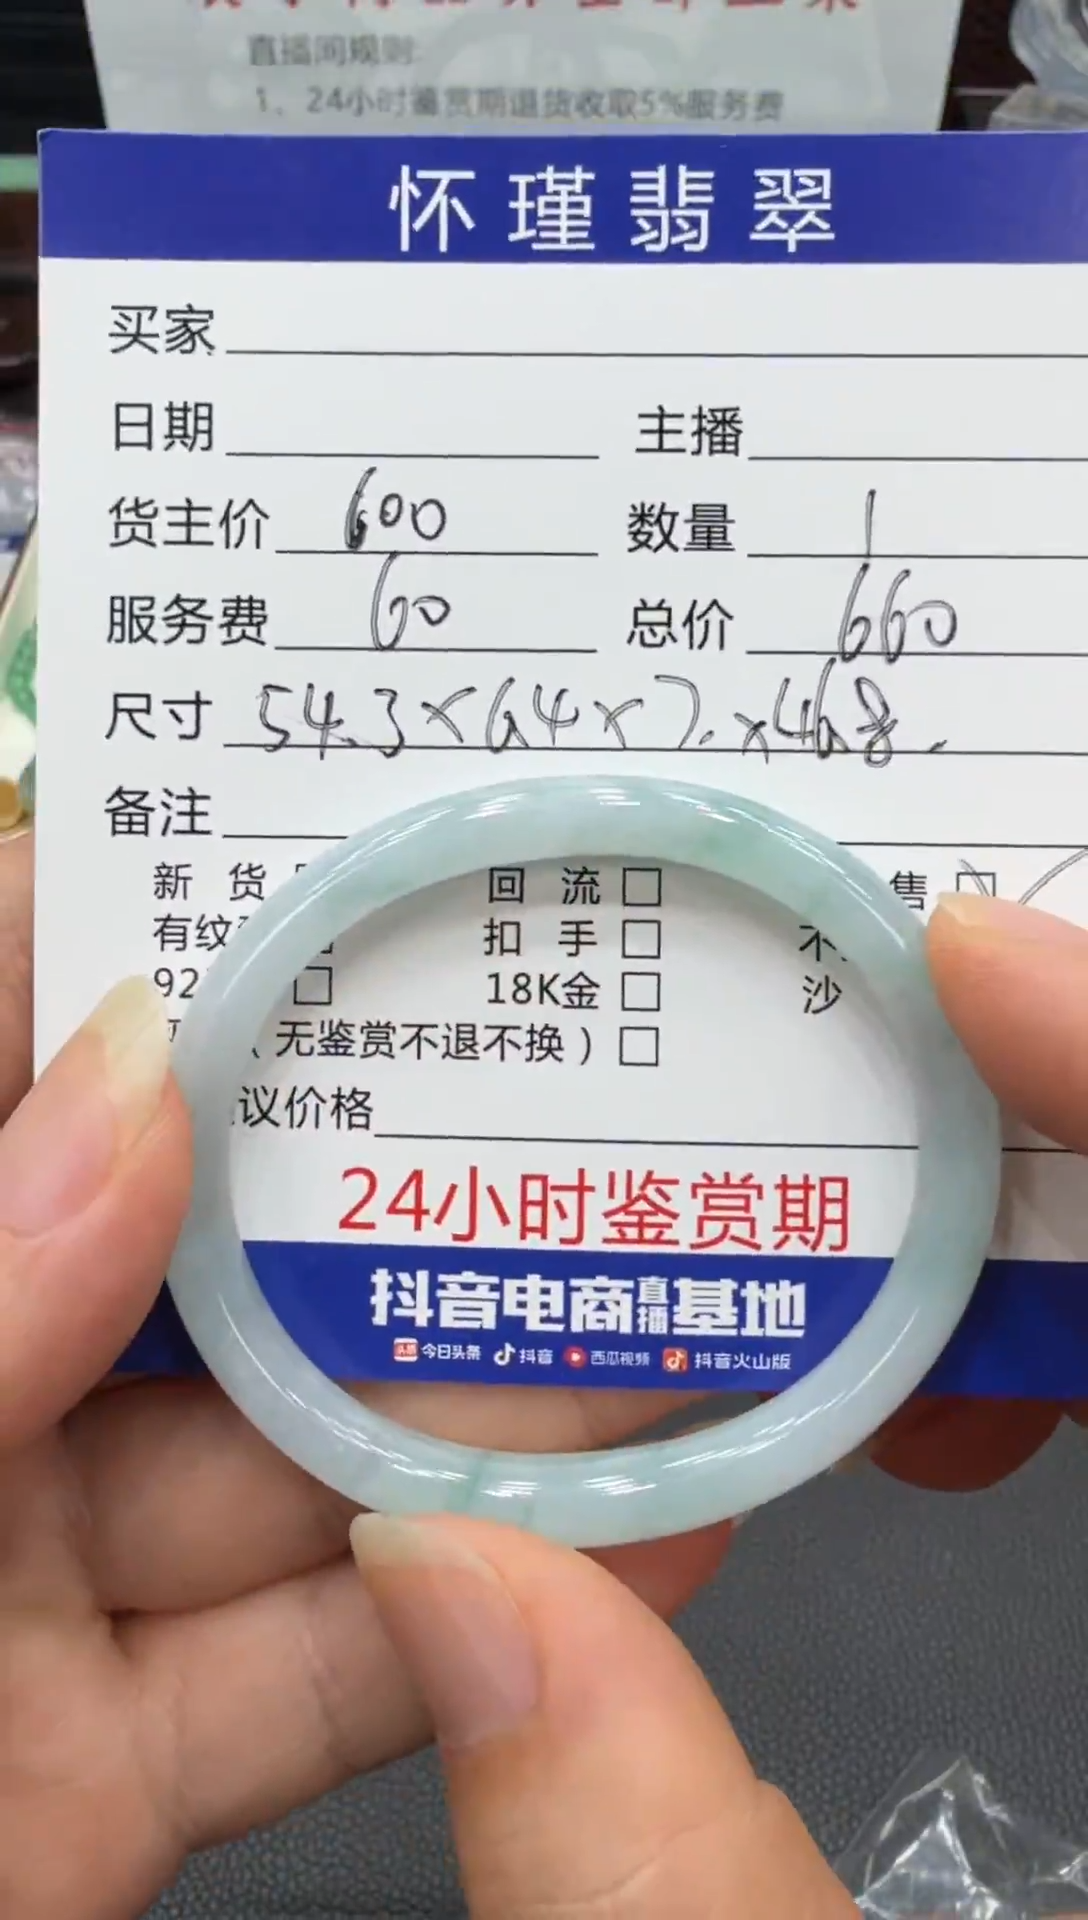 直播间规则:
1、24小时鉴赏期退货收取5%服务费
怀瑾翡翠
买家
日期 主播
货主价 600 数量 1
服务费 60 总价 660
尺寸 54.3×64×7.×46.8.
备注
新 货 回 流 □ 售 □
有纹 扣 手 □
92 □ 18K金 □ 沙
(无鉴赏不退不换) □
议价格
24小时鉴赏期
抖音电商直播基地
头条 今日头条 抖音 西瓜视频 抖音火山版